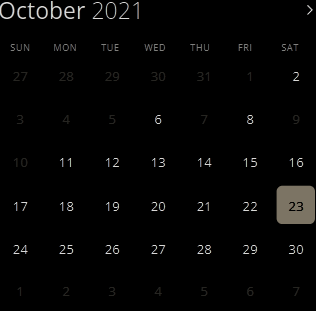 October 2021
SUN MON TUE WED THU FRI SAT
27 28 29 30 31 1 2
3 4 5 6 7 8 9
10 11 12 13 14 15 16
17 18 19 20 21 22 23
24 25 26 27 28 29 30
1 2 3 4 5 6 7